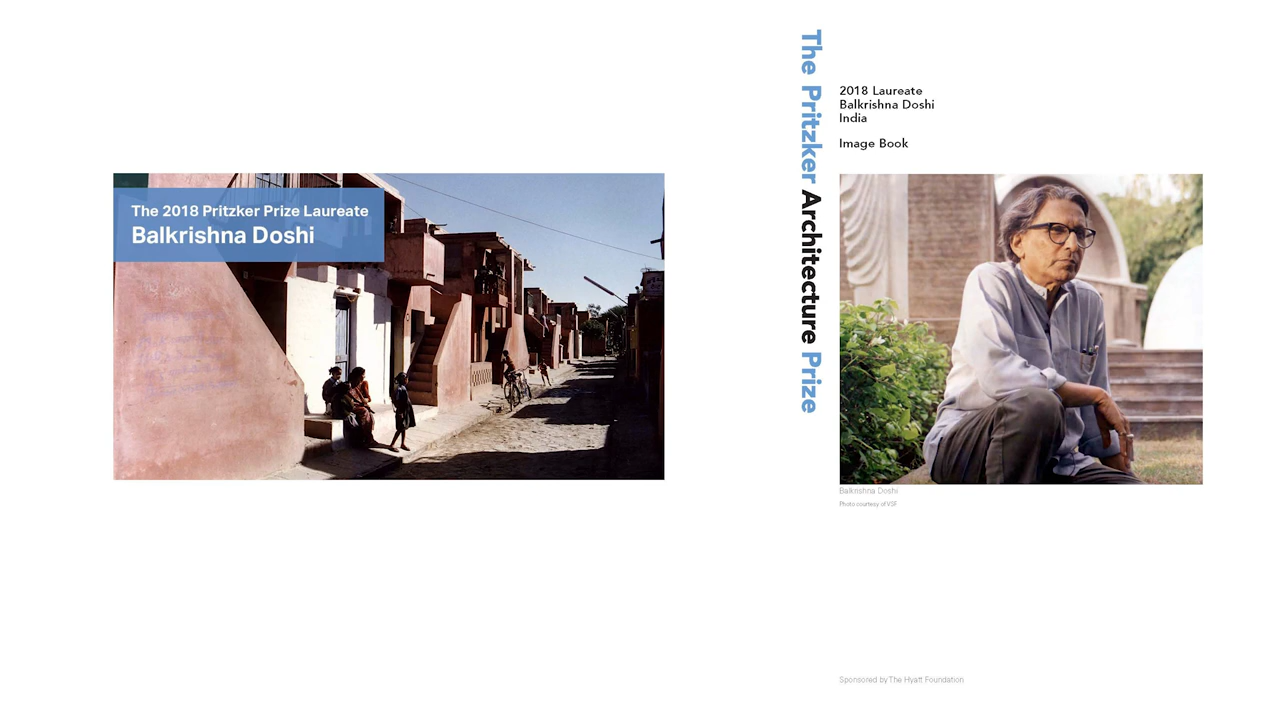 The 2018 Pritzker Prize Laureate
Balkrishna Doshi
The Pritzker Architecture Prize
2018 Laureate
Balkrishna Doshi
India
Image Book
Balkrishna Doshi
Photo courtesy of VSF
Sponsored by The Hyatt Foundation